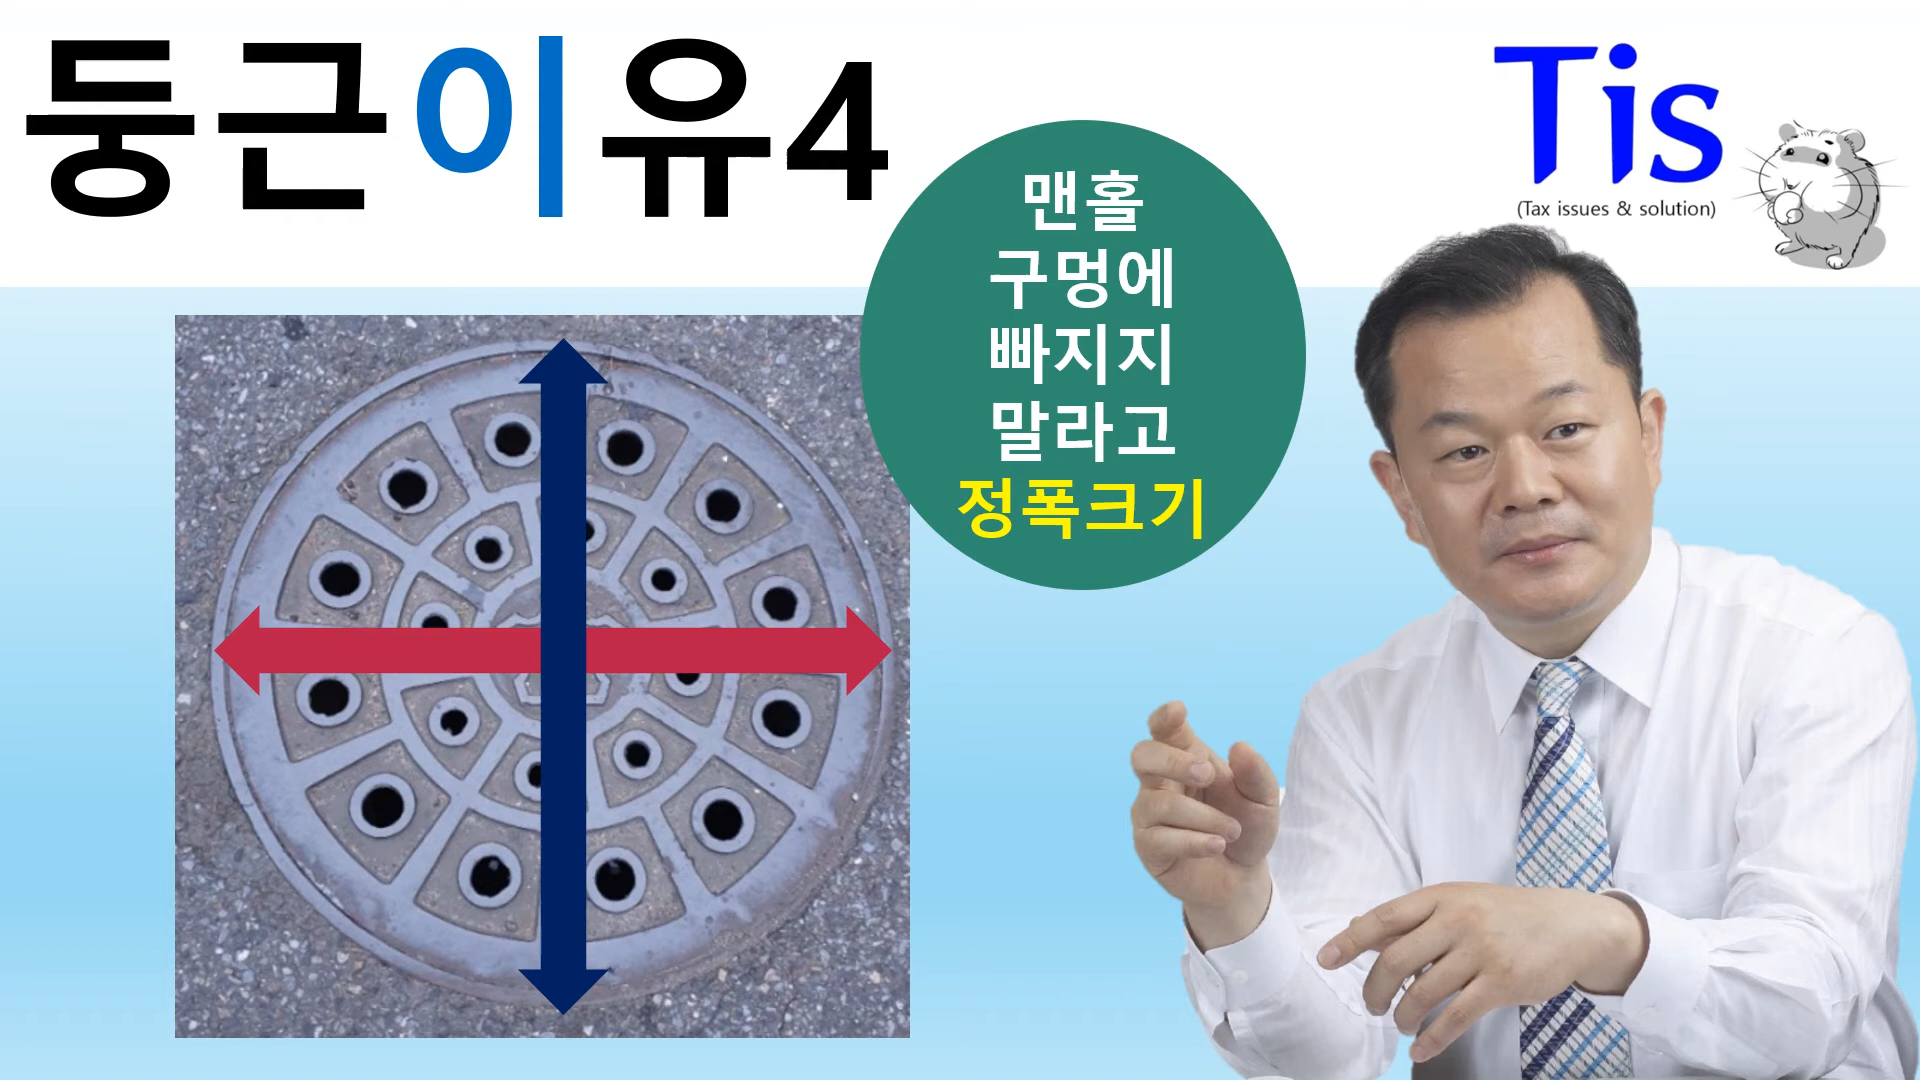 둥근이유4
Tis
(Tax issues & solution)
맨홀
구멍에
빠지지
말라고
정폭크기